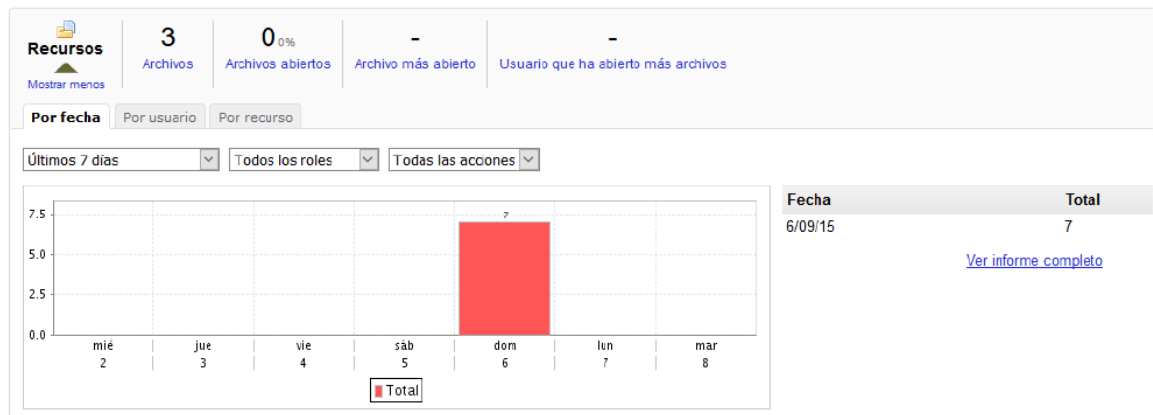 Recursos
Mostrar menos
3
Archivos
0 0%
Archivos abiertos
-
Archivo más abierto
-
Usuario que ha abierto más archivos
Por fecha Por usuario Por recurso
Últimos 7 días Todos los roles Todas las acciones
7.5
5.0
2.5
0.0
7
mié jue vie sáb dom lun mar
2 3 4 5 6 7 8
Total
Fecha Total
6/09/15 7
Ver informe completo